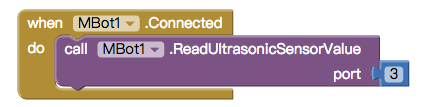 when MBot1 .Connected
do call MBot1 .ReadUltrasonicSensorValue
port 3